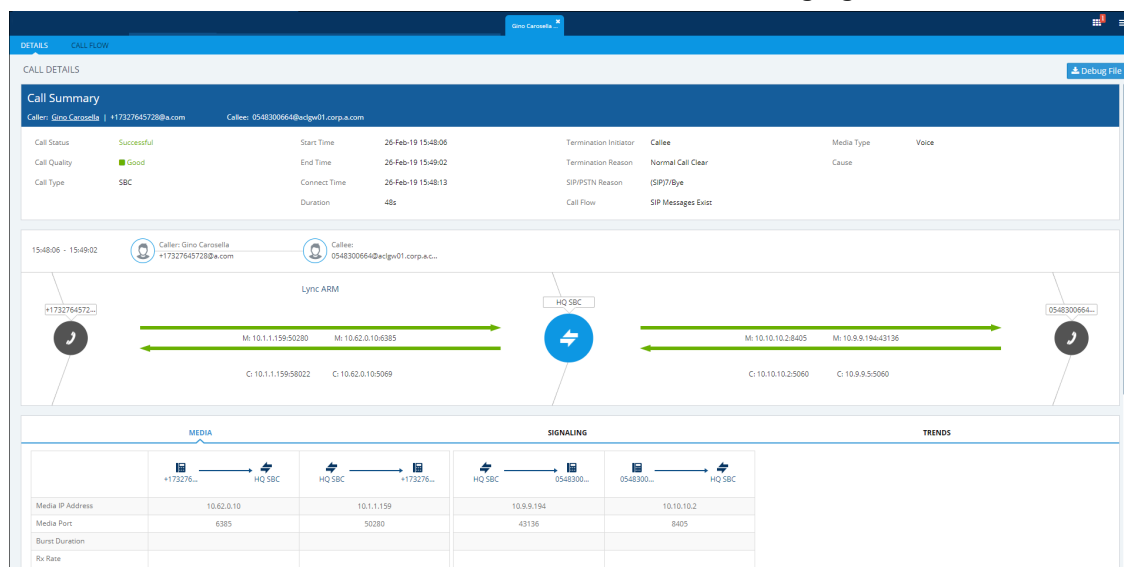 Gino Carosella ...
DETAILS CALL FLOW
CALL DETAILS Debug File
Call Summary
Caller: Gino Carosella | +17327645728@a.com Callee: 0548300664@aclgw01.corp.a.com
Call Status Successful Start Time 26-Feb-19 15:48:06 Termination Initiator Callee Media Type Voice
Call Quality Good End Time 26-Feb-19 15:49:02 Termination Reason Normal Call Clear Cause
Call Type SBC Connect Time 26-Feb-19 15:48:13 SIP/PSTN Reason (SIP)7/Bye
Duration 48s Call Flow SIP Messages Exist
15:48:06 - 15:49:02 Caller: Gino Carosella Callee:
+17327645728@a.com 0548300664@aclgw01.corp.a.c...
Lync ARM
HQ SBC
+1732764572... 0548300664...
M: 10.1.1.159:50280 M: 10.62.0.10:6385 M: 10.10.10.2:8405 M: 10.9.9.194:43136
C: 10.1.1.159:58022 C: 10.62.0.10:5069 C: 10.10.10.2:5060 C: 10.9.9.5:5060
MEDIA SIGNALING TRENDS
+173276... HQ SBC HQ SBC +173276... HQ SBC 0548300... 0548300... HQ SBC
Media IP Address 10.62.0.10 10.1.1.159 10.9.9.194 10.10.10.2
Media Port 6385 50280 43136 8405
Burst Duration
Rx Rate